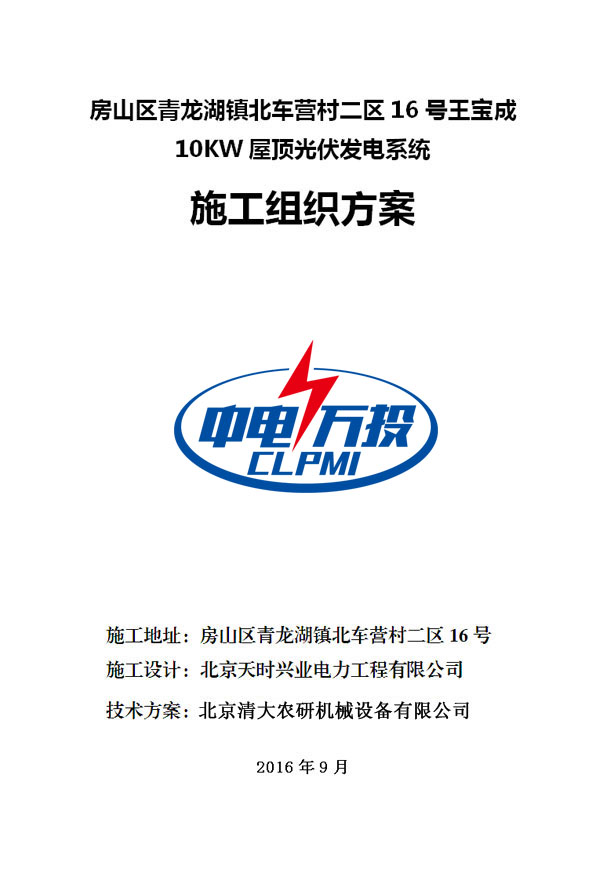 房山区青龙湖镇北车营村二区 16 号王宝成
10KW 屋顶光伏发电系统
施工组织方案
中电万投
CLPMI
施工地址：房山区青龙湖镇北车营村二区 16 号
施工设计：北京天时兴业电力工程有限公司
技术方案：北京清大农研机械设备有限公司
2016 年 9 月